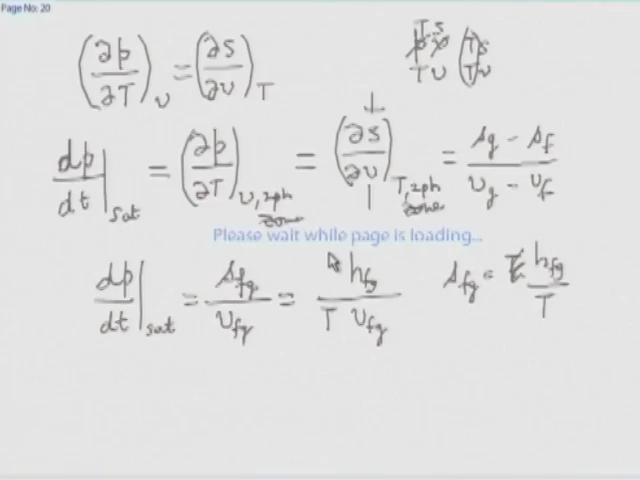 Page No: 20
(∂p/∂T)_v = (∂s/∂v)_T
T s
T v (T s
T v
dp/dt|_sat = (∂p/∂T)_v, 2ph zone = (∂s/∂v)_T, 2ph zone = s_g - s_f / v_g - v_f
Please wait while page is loading...
dp/dt|_sat = s_fg / v_fg = h_fg / T v_fg s_fg = h_fg / T